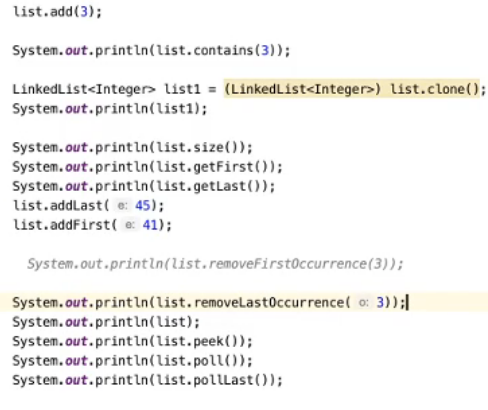 list.add(3);
System.out.println(list.contains(3));
LinkedList<Integer> list1 = (LinkedList<Integer>) list.clone();
System.out.println(list1);
System.out.println(list.size());
System.out.println(list.getFirst());
System.out.println(list.getLast());
list.addLast( e: 45);
list.addFirst( e: 41);
System.out.println(list.removeFirstOccurrence(3));
System.out.println(list.removeLastOccurrence( o: 3));
System.out.println(list);
System.out.println(list.peek());
System.out.println(list.poll());
System.out.println(list.pollLast());